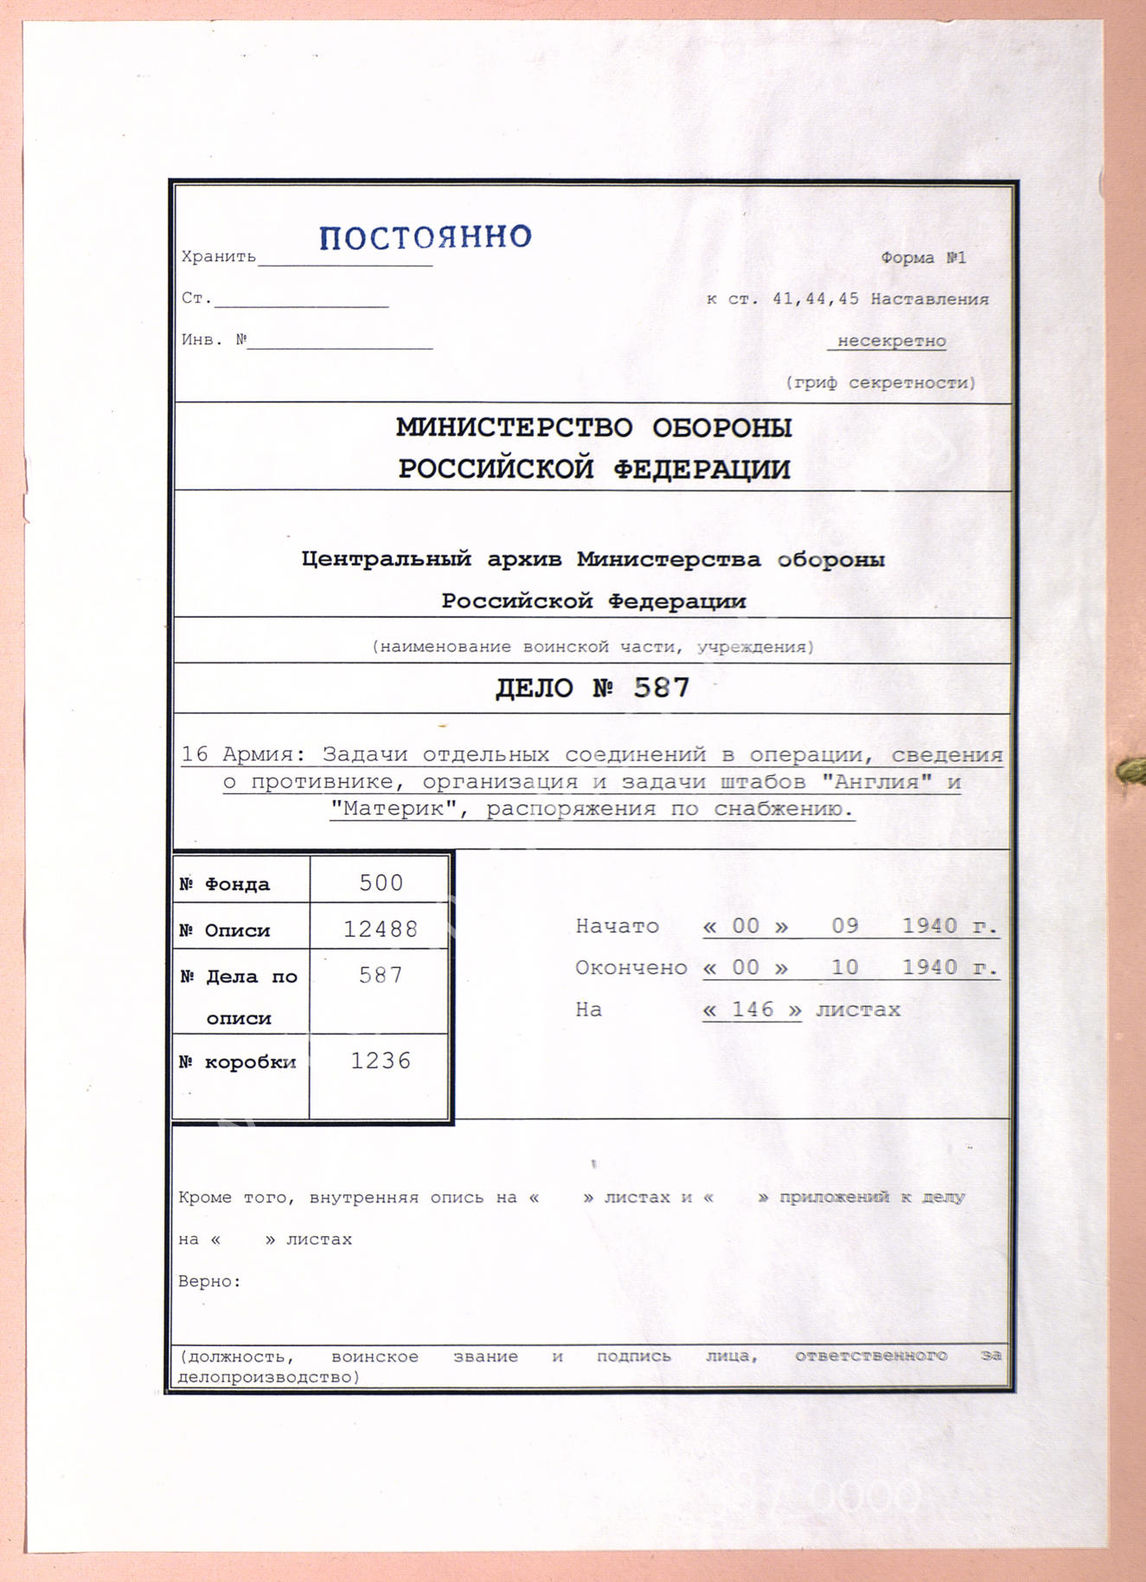 ПОСТОЯННО
Хранить
Форма №1
Ст.
к ст. 41,44,45 Наставления
Инв. №
несекретно
(гриф секретности)
МИНИСТЕРСТВО ОБОРОНЫ
РОССИЙСКОЙ ФЕДЕРАЦИИ
Центральный архив Министерства обороны
Российской Федерации
(наименование воинской части, учреждения)
ДЕЛО № 587
16 Армия: Задачи отдельных соединений в операции, сведения
о противнике, организация и задачи штабов "Англия" и
"Материк", распоряжения по снабжению.
№ Фонда 500
№ Описи 12488
№ Дела по 587
описи
№ коробки 1236
Начато « 00 » 09 1940 г.
Окончено « 00 » 10 1940 г.
На « 146 » листах
Кроме того, внутренняя опись на « » листах и « » приложений к делу
на « » листах
Верно:
(должность, воинское звание и подпись лица, ответственного за
делопроизводство)